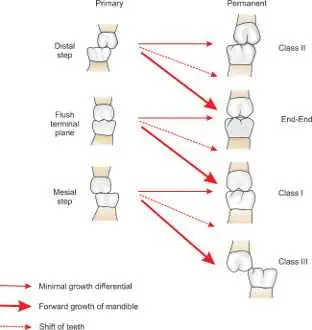 Primary
Permanent
Distal
step
Class II
Flush
terminal
plane
End-End
Mesial
step
Class I
Class III
Minimal growth differential
Forward growth of mandible
Shift of teeth